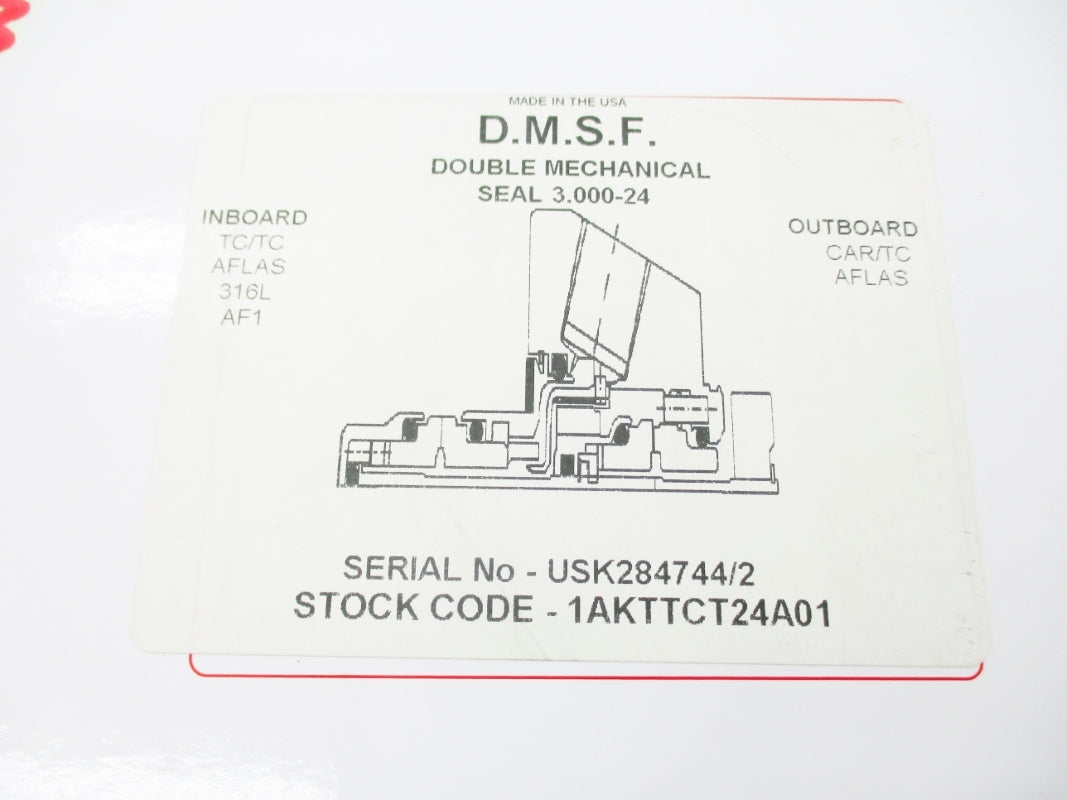 MADE IN THE USA
D.M.S.F.
DOUBLE MECHANICAL
SEAL 3.000-24
INBOARD
TC/TC
AFLAS
316L
AF1
OUTBOARD
CAR/TC
AFLAS
SERIAL No - USK284744/2
STOCK CODE - 1AKTTCT24A01